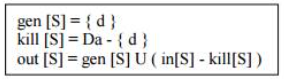 gen [S] = { d }
kill [S] = Da - { d }
out [S] = gen [S] U ( in[S] - kill[S] )